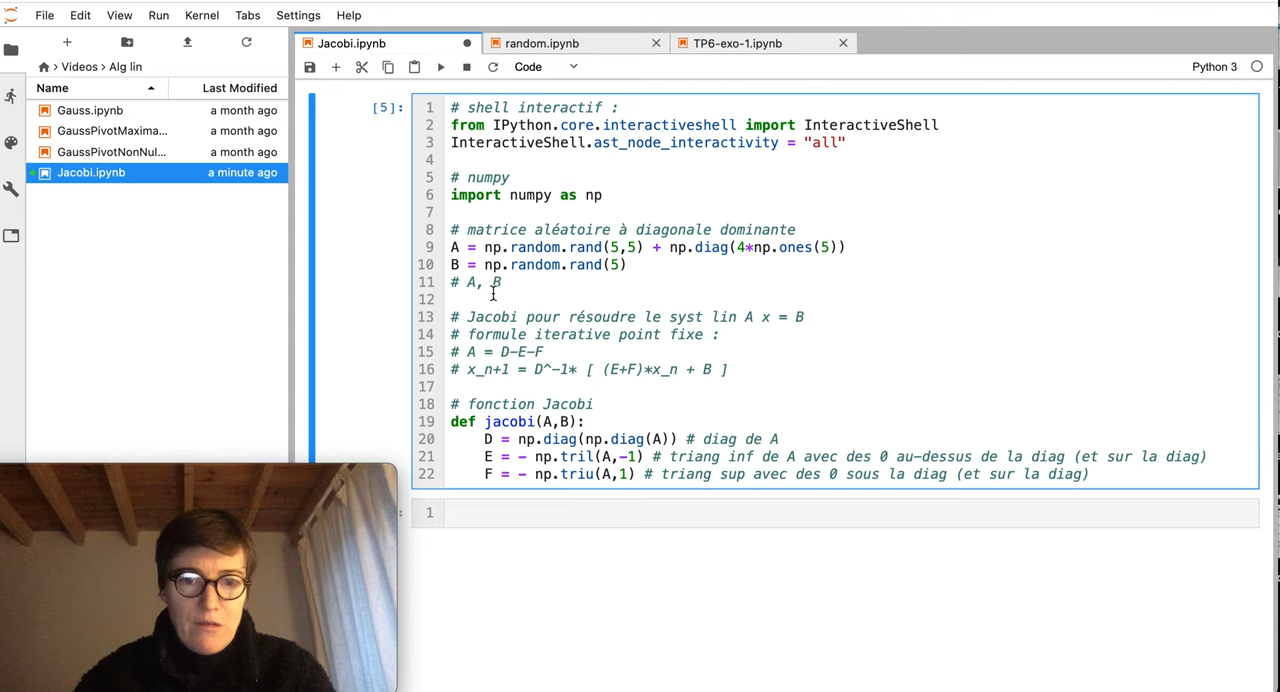 File Edit View Run Kernel Tabs Settings Help
Jacobi.ipynb
random.ipynb
TP6-exo-1.ipynb
Code
Python 3
Videos > Alg lin
Name Last Modified
Gauss.ipynb a month ago
GaussPivotMaxima... a month ago
GaussPivotNonNul... a month ago
Jacobi.ipynb a minute ago
[5]:
1 # shell interactif :
2 from IPython.core.interactiveshell import InteractiveShell
3 InteractiveShell.ast_node_interactivity = "all"
4
5 # numpy
6 import numpy as np
7
8 # matrice aléatoire à diagonale dominante
9 A = np.random.rand(5,5) + np.diag(4*np.ones(5))
10 B = np.random.rand(5)
11 # A, B
12
13 # Jacobi pour résoudre le syst lin A x = B
14 # formule iterative point fixe :
15 # A = D-E-F
16 # x_n+1 = D^-1* [ (E+F)*x_n + B ]
17
18 # fonction Jacobi
19 def jacobi(A,B):
20 D = np.diag(np.diag(A)) # diag de A
21 E = - np.tril(A,-1) # triang inf de A avec des 0 au-dessus de la diag (et sur la diag)
22 F = - np.triu(A,1) # triang sup avec des 0 sous la diag (et sur la diag)
1